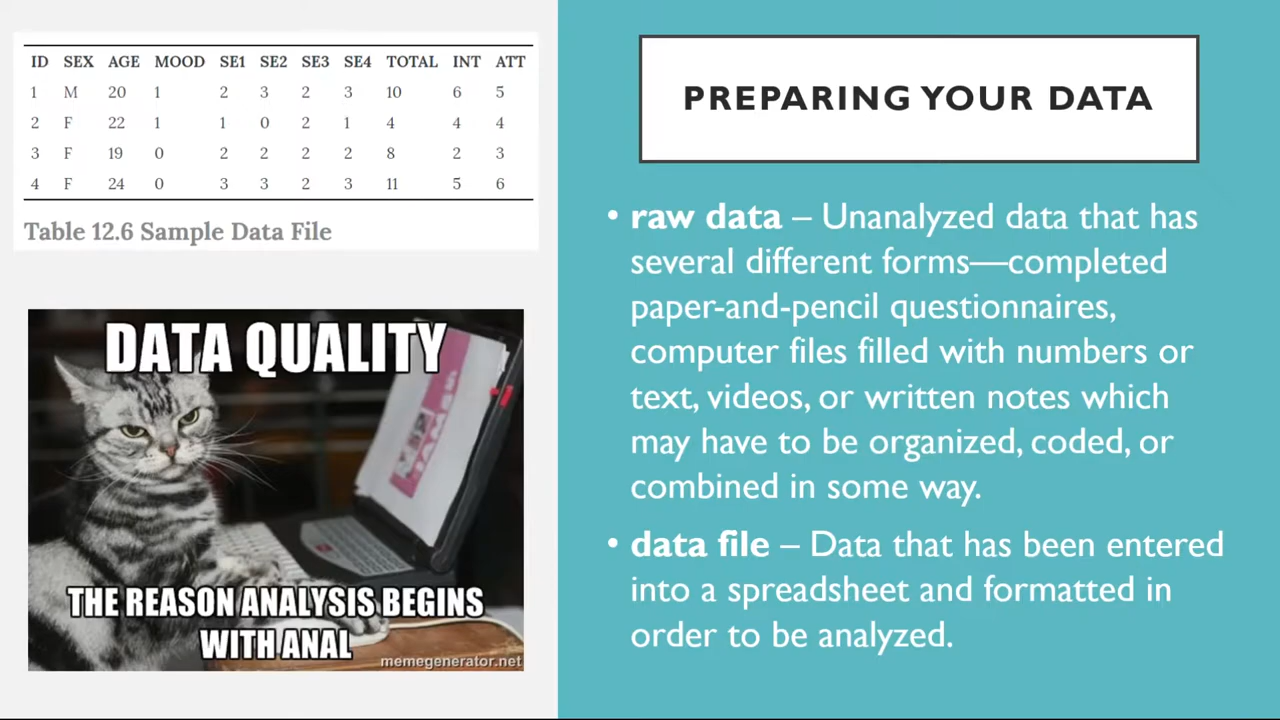 ID SEX AGE MOOD SE1 SE2 SE3 SE4 TOTAL INT ATT
1 M 20 1 2 3 2 3 10 6 5
2 F 22 1 1 0 2 1 4 4 4
3 F 19 0 2 2 2 2 8 2 3
4 F 24 0 3 3 2 3 11 5 6
Table 12.6 Sample Data File
DATA QUALITY
THE REASON ANALYSIS BEGINS
WITH ANAL
memegenerator.net
PREPARING YOUR DATA
• raw data – Unanalyzed data that has
several different forms—completed
paper-and-pencil questionnaires,
computer files filled with numbers or
text, videos, or written notes which
may have to be organized, coded, or
combined in some way.
• data file – Data that has been entered
into a spreadsheet and formatted in
order to be analyzed.